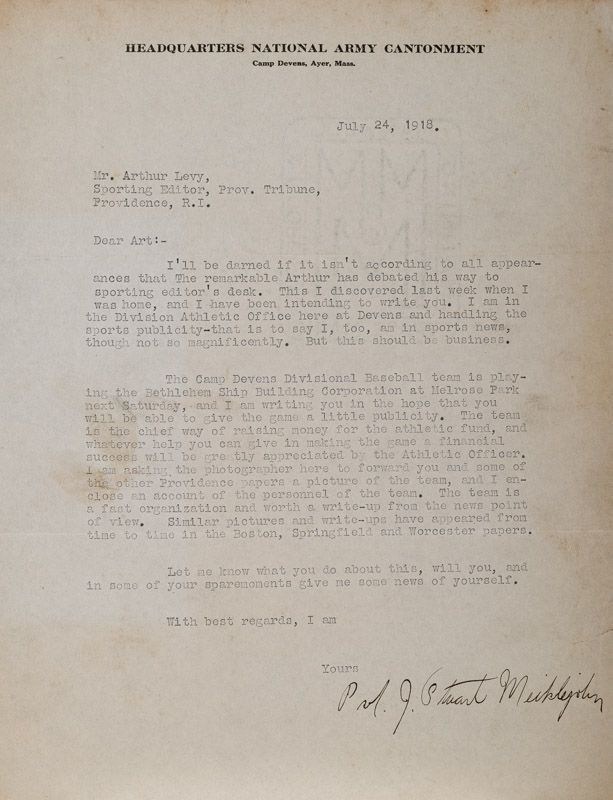 HEADQUARTERS NATIONAL ARMY CANTONMENT
Camp Devens, Ayer, Mass.
July 24, 1918.
Mr. Arthur Levy,
Sporting Editor, Prov. Tribune,
Providence, R.I.
Dear Art:-
I'll be darned if it isn't according to all appear-
ances that The remarkable Arthur has debated his way to
sporting editor's desk. This I discovered last week when I
was home, and I have been intending to write you. I am in
the Division Athletic Office here at Devens and handling the
sports publicity-that is to say I, too, am in sports news,
though not so magnificently. But this should be business.
The Camp Devens Divisional Baseball team is play-
ing the Bethlehem Ship Building Corporation at Melrose Park
next Saturday, and I am writing you in the hope that you
will be able to give the game a little publicity. The team
is the chief way of raising money for the athletic fund, and
whatever help you can give in making the game a financial
success will be greatly appreciated by the Athletic Officer.
I am asking the photographer here to forward you and some of
the other Providence papers a picture of the team, and I en-
close an account of the personnel of the team. The team is
a fast organization and worth a write-up from the news point
of view. Similar pictures and write-ups have appeared from
time to time in the Boston, Springfield and Worcester papers.
Let me know what you do about this, will you, and
in some of your sparemoments give me some news of yourself.
With best regards, I am
Yours
Pvt. J. Stuart Meiklejohn